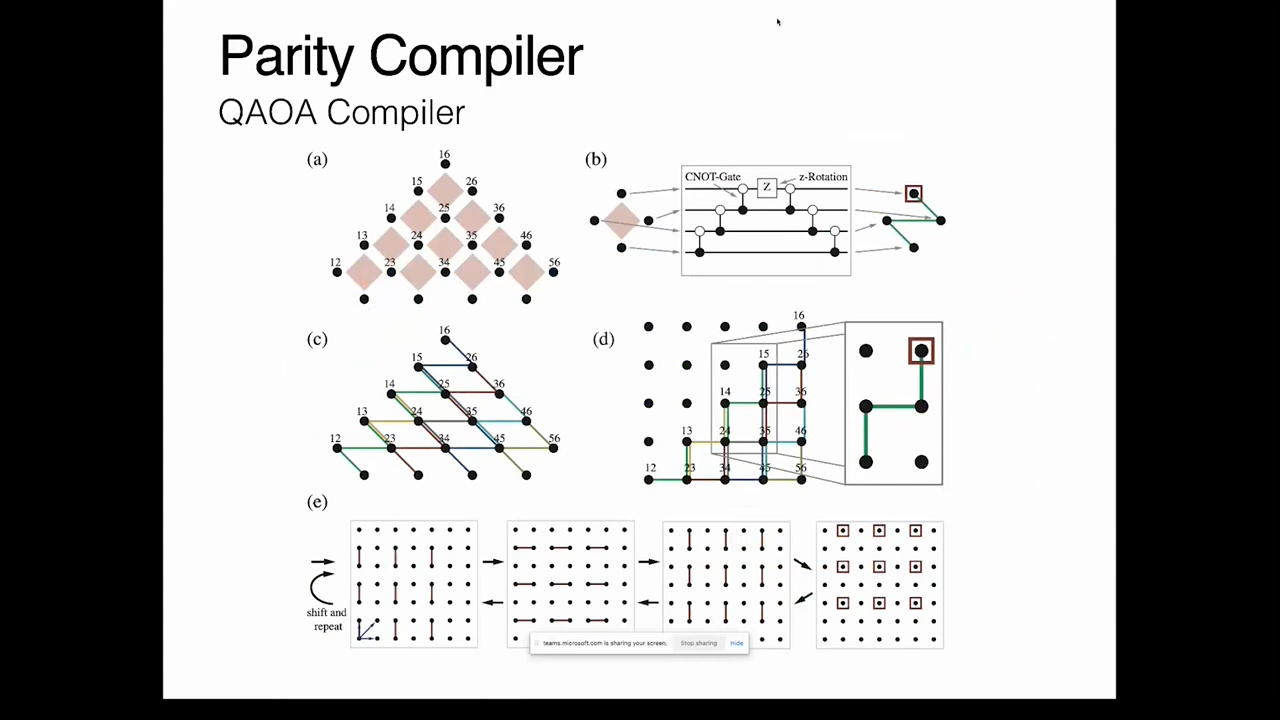 Parity Compiler
QAOA Compiler
(a)
16
15 26
14 25 36
13 24 35 46
12 23 34 45 56
(b)
CNOT-Gate
Z
z-Rotation
(c)
16
15 26
14 25 36
13 24 35 46
12 23 34 45 56
(d)
16
15 26
14 25 36
13 24 35 46
12 23 34 45 56
(e)
shift and
repeat
teams.microsoft.com is sharing your screen. Stop sharing Hide